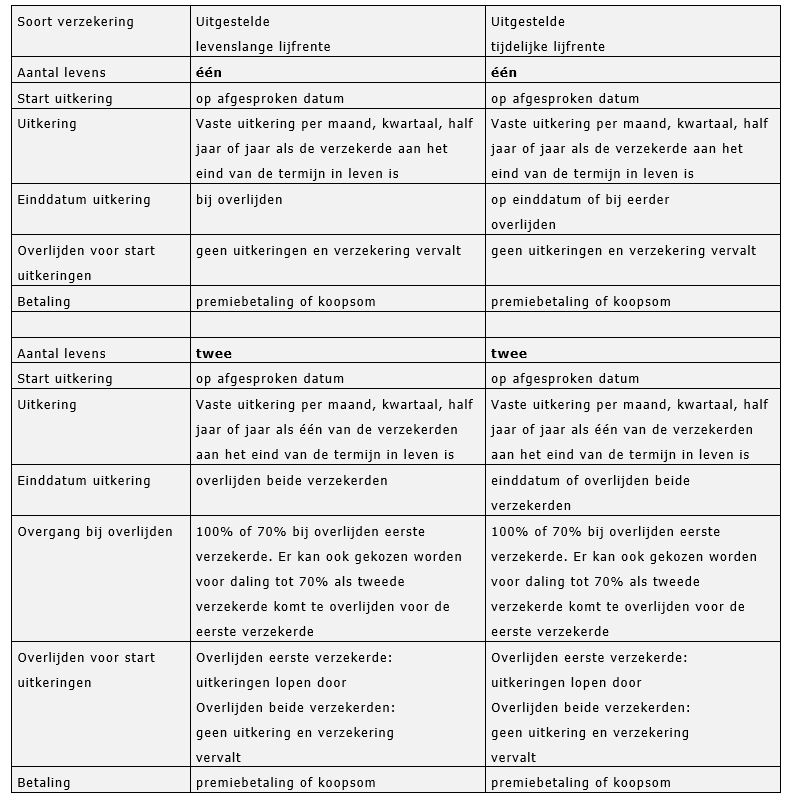 Soort verzekering
Uitgestelde
levenslange lijfrente
Uitgestelde
tijdelijke lijfrente
Aantal levens
één
één
Start uitkering
op afgesproken datum
op afgesproken datum
Uitkering
Vaste uitkering per maand, kwartaal, half
jaar of jaar als de verzekerde aan het
eind van de termijn in leven is
Vaste uitkering per maand, kwartaal, half
jaar of jaar als de verzekerde aan het
eind van de termijn in leven is
Einddatum uitkering
bij overlijden
op einddatum of bij eerder
overlijden
Overlijden voor start
uitkeringen
geen uitkeringen en verzekering vervalt
geen uitkeringen en verzekering vervalt
Betaling
premiebetaling of koopsom
premiebetaling of koopsom
Aantal levens
twee
twee
Start uitkering
op afgesproken datum
op afgesproken datum
Uitkering
Vaste uitkering per maand, kwartaal, half
jaar of jaar als één van de verzekerden
aan het eind van de termijn in leven is
Vaste uitkering per maand, kwartaal, half
jaar of jaar als één van de verzekerden
aan het eind van de termijn in leven is
Einddatum uitkering
overlijden beide verzekerden
einddatum of overlijden beide
verzekerden
Overgang bij overlijden
100% of 70% bij overlijden eerste
verzekerde. Er kan ook gekozen worden
voor daling tot 70% als tweede
verzekerde komt te overlijden voor de
eerste verzekerde
100% of 70% bij overlijden eerste
verzekerde. Er kan ook gekozen worden
voor daling tot 70% als tweede
verzekerde komt te overlijden voor de
eerste verzekerde
Overlijden voor start
uitkeringen
Overlijden eerste verzekerde:
uitkeringen lopen door
Overlijden beide verzekerden:
geen uitkering en verzekering
vervalt
Overlijden eerste verzekerde:
uitkeringen lopen door
Overlijden beide verzekerden:
geen uitkering en verzekering
vervalt
Betaling
premiebetaling of koopsom
premiebetaling of koopsom